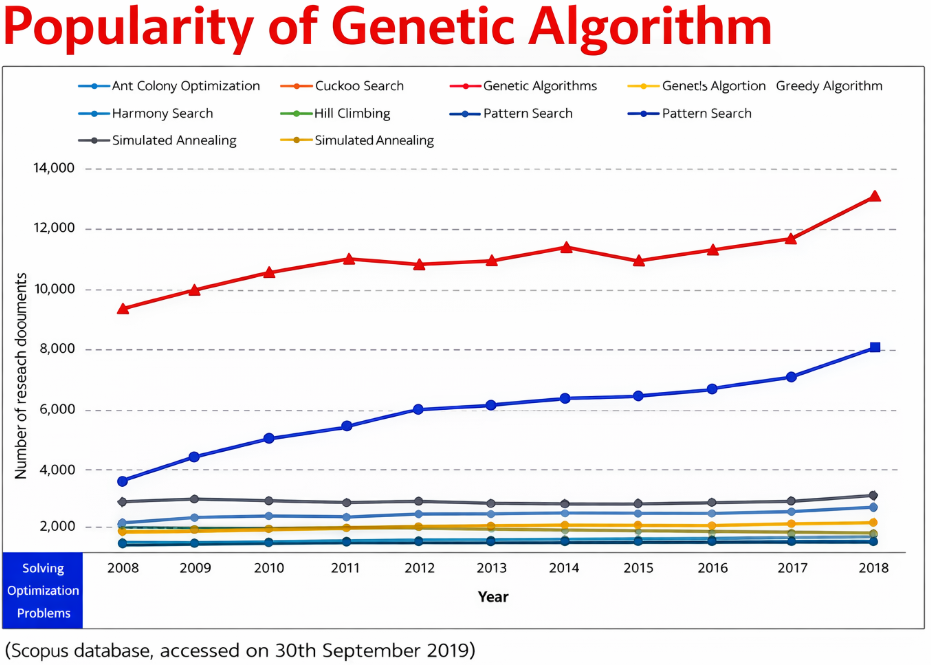 Popularity of Genetic Algorithm
Ant Colony Optimization Cuckoo Search Genetic Algorithms Genetls Algortion Greedy Algorithm
Harmony Search Hill Climbing Pattern Search Pattern Search
Simulated Annealing Simulated Annealing
14,000
12,000
10,000
8,000
6,000
4,000
2,000
Number of reseach doouments
2008 2009 2010 2011 2012 2013 2014 2015 2016 2017 2018
Year
Solving
Optimization
Problems
(Scopus database, accessed on 30th September 2019)